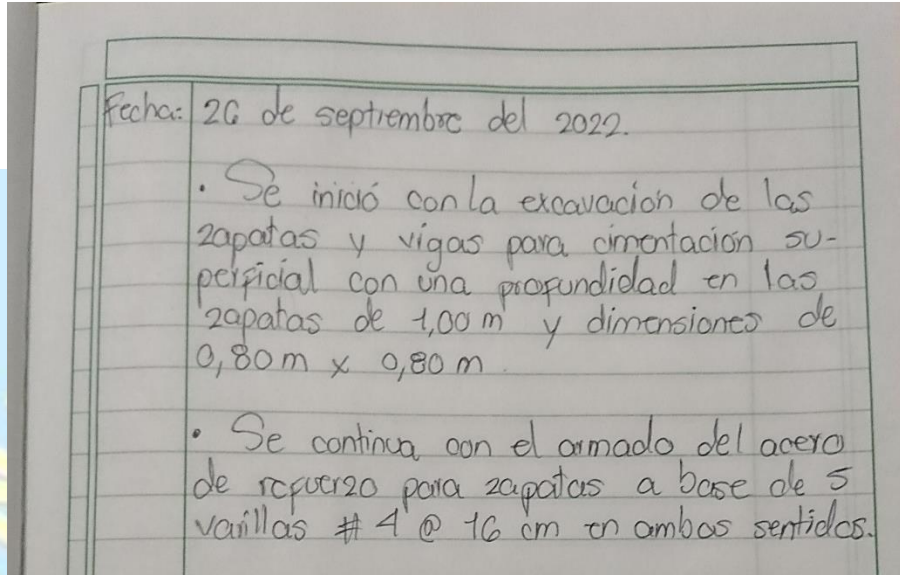 Fecha: 26 de septiembre del 2022.
. Se inició con la excavación de las
zapatas y vigas para cimentación su-
perficial con una profundidad en las
zapatas de 1,00 m y dimensiones de
0,80 m x 0,80 m.
. Se continua con el armado del acero
de refuerzo para zapatas a base de 5
varillas # 4 @ 16 cm en ambos sentidos.